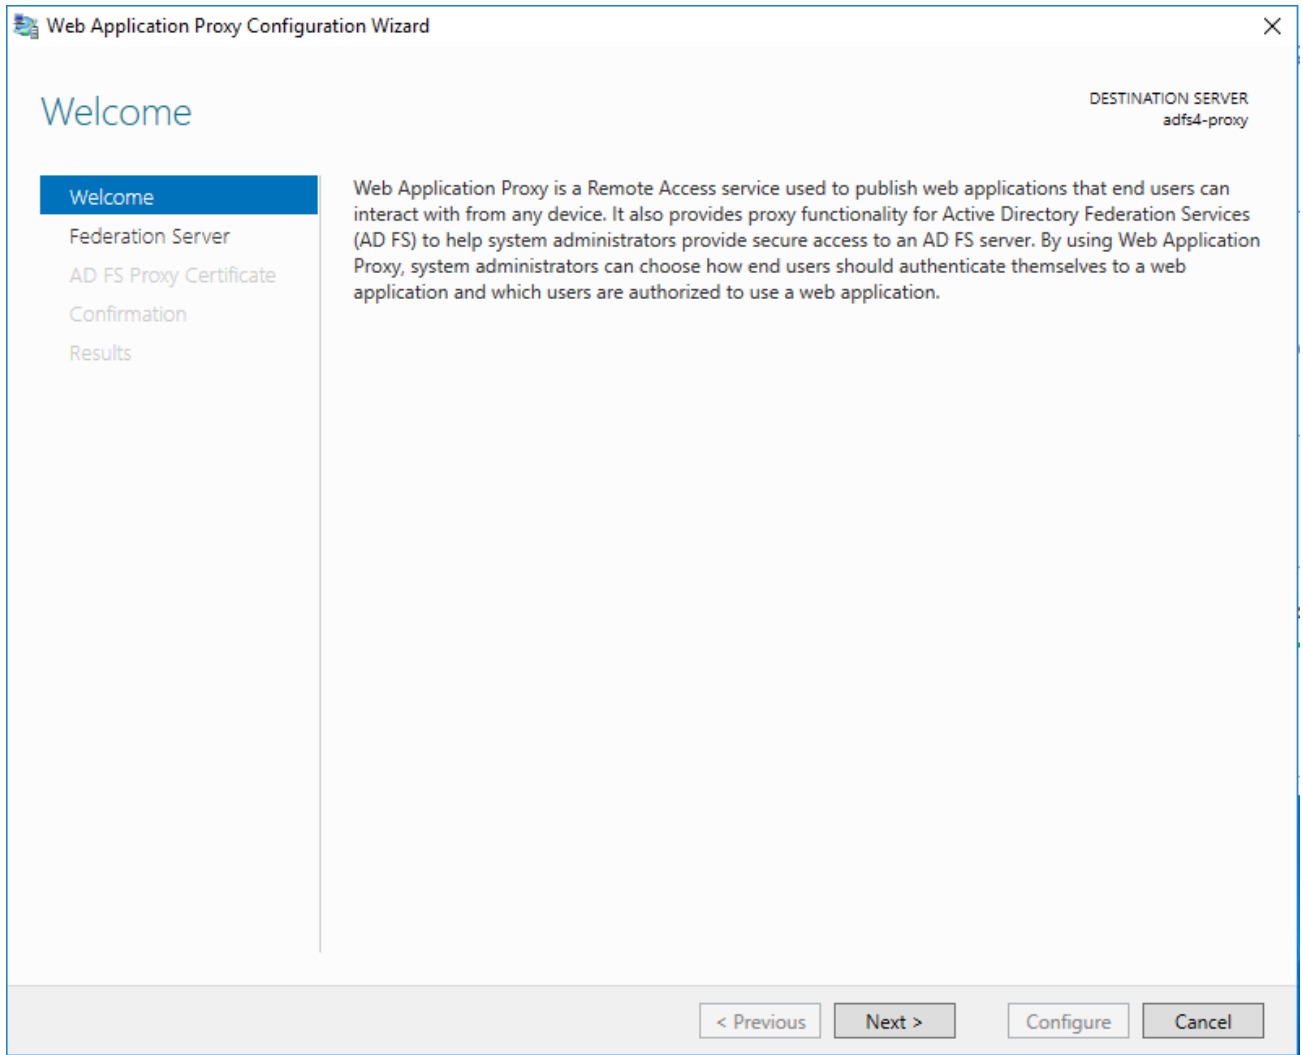 Web Application Proxy Configuration Wizard
Welcome
DESTINATION SERVER
adfs4-proxy
Welcome
Federation Server
AD FS Proxy Certificate
Confirmation
Results
Web Application Proxy is a Remote Access service used to publish web applications that end users can
interact with from any device. It also provides proxy functionality for Active Directory Federation Services
(AD FS) to help system administrators provide secure access to an AD FS server. By using Web Application
Proxy, system administrators can choose how end users should authenticate themselves to a web
application and which users are authorized to use a web application.
< Previous
Next >
Configure
Cancel